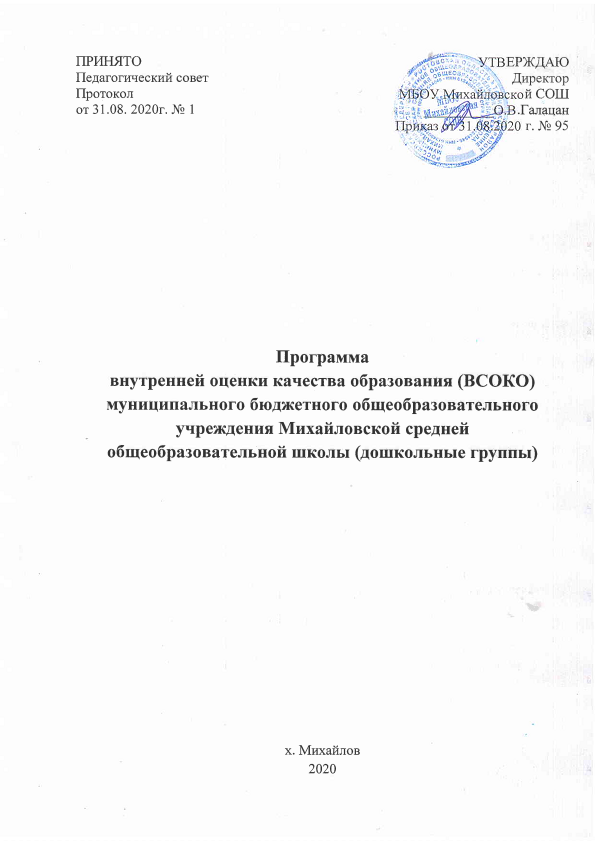 ПРИНЯТО
Педагогический совет
Протокол
от 31.08. 2020г. № 1
УТВЕРЖДАЮ
Директор
МБОУ Михайловской СОШ
О.В.Галацан
Приказ от 31.08.2020 г. № 95
Программа
внутренней оценки качества образования (ВСОКО)
муниципального бюджетного общеобразовательного
учреждения Михайловской средней
общеобразовательной школы (дошкольные группы)
х. Михайлов
2020